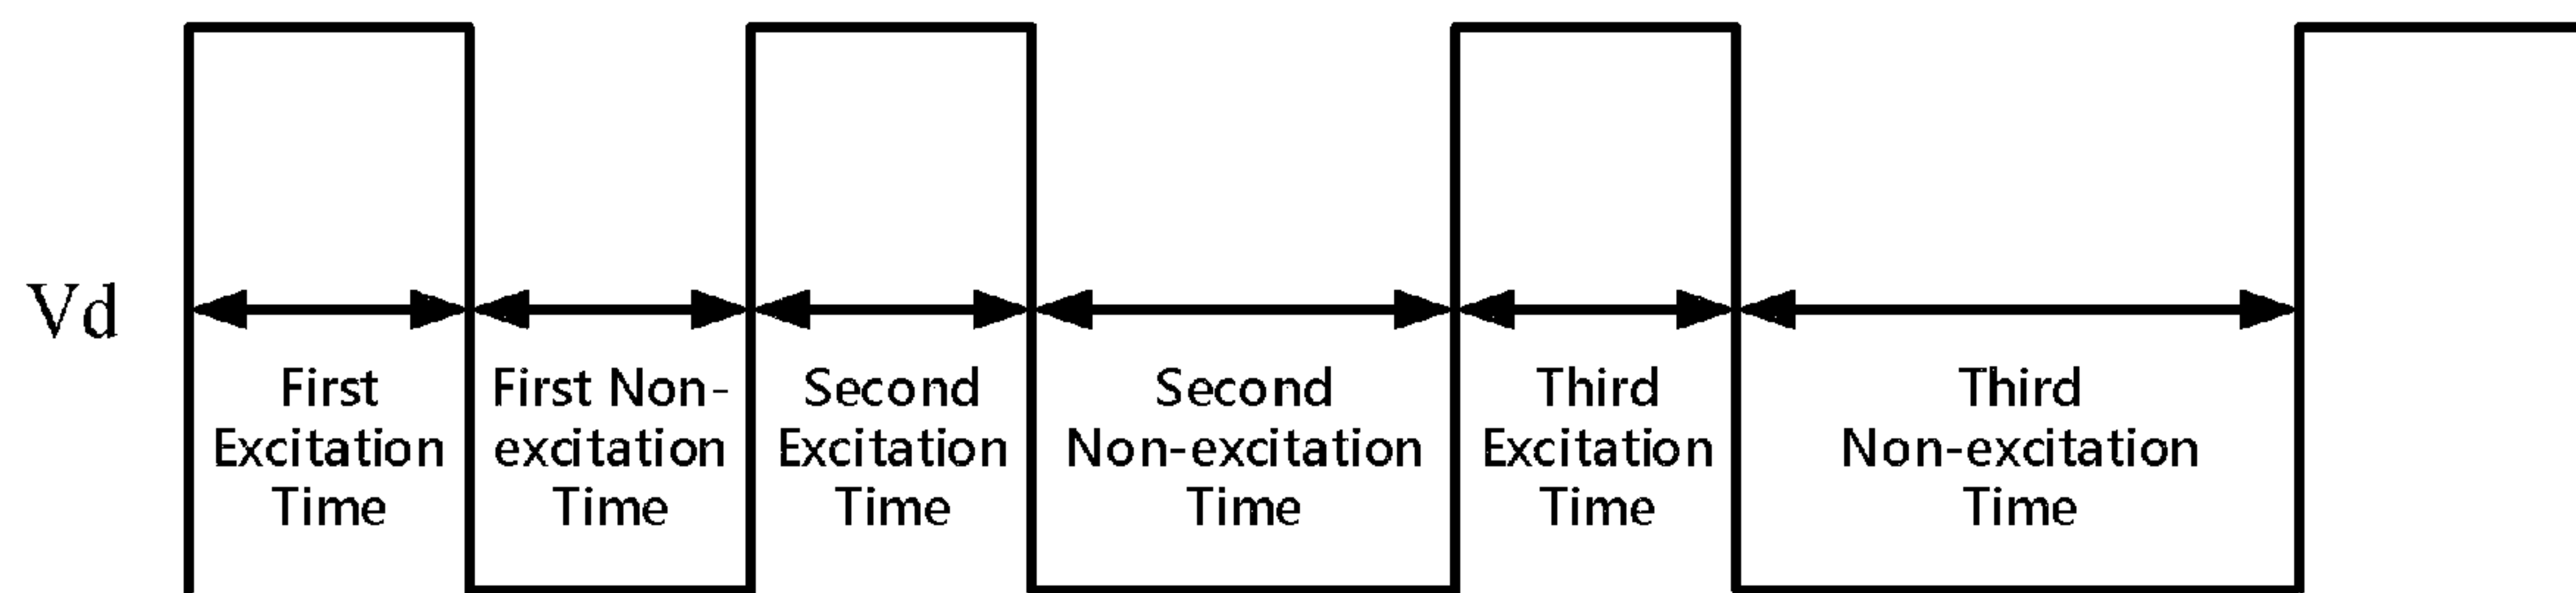 Vd
First
Excitation
Time
First Non-
excitation
Time
Second
Excitation
Time
Second
Non-excitation
Time
Third
Excitation
Time
Third
Non-excitation
Time